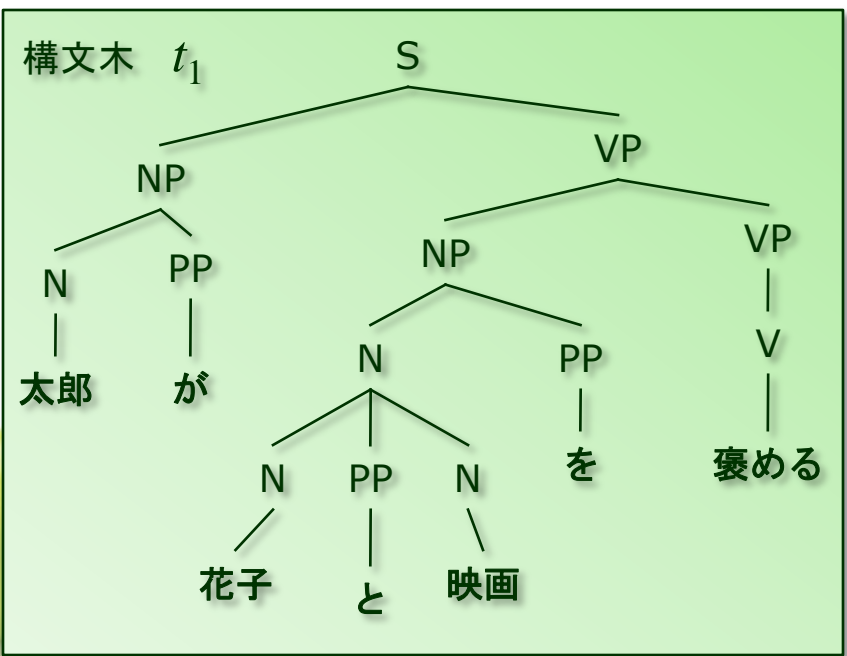 構文木 t₁
S
NP VP
N PP NP VP
太郎 が N PP V
N PP N を 褒める
花子 と 映画